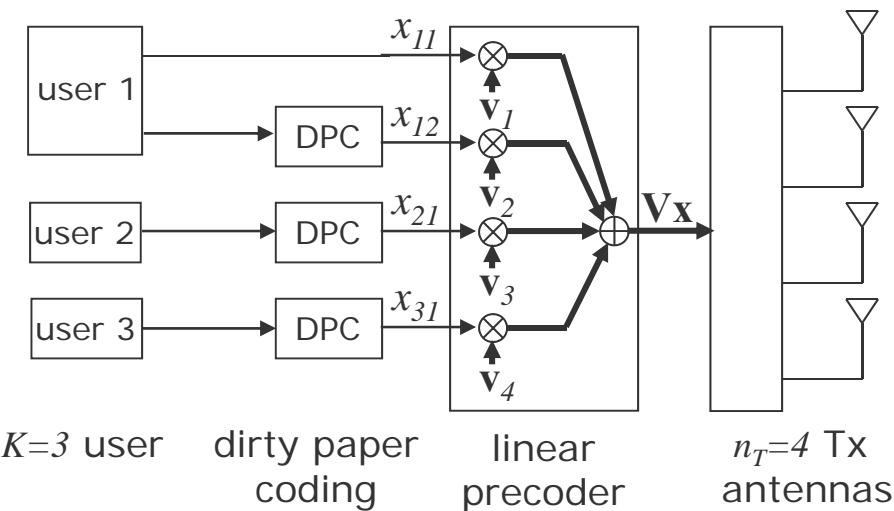 x11
user 1
v1
DPC
x12
v2
user 2
DPC
x21
Vx
v3
user 3
DPC
x31
v4
K=3 user
dirty paper
coding
linear
precoder
nT=4 Tx
antennas